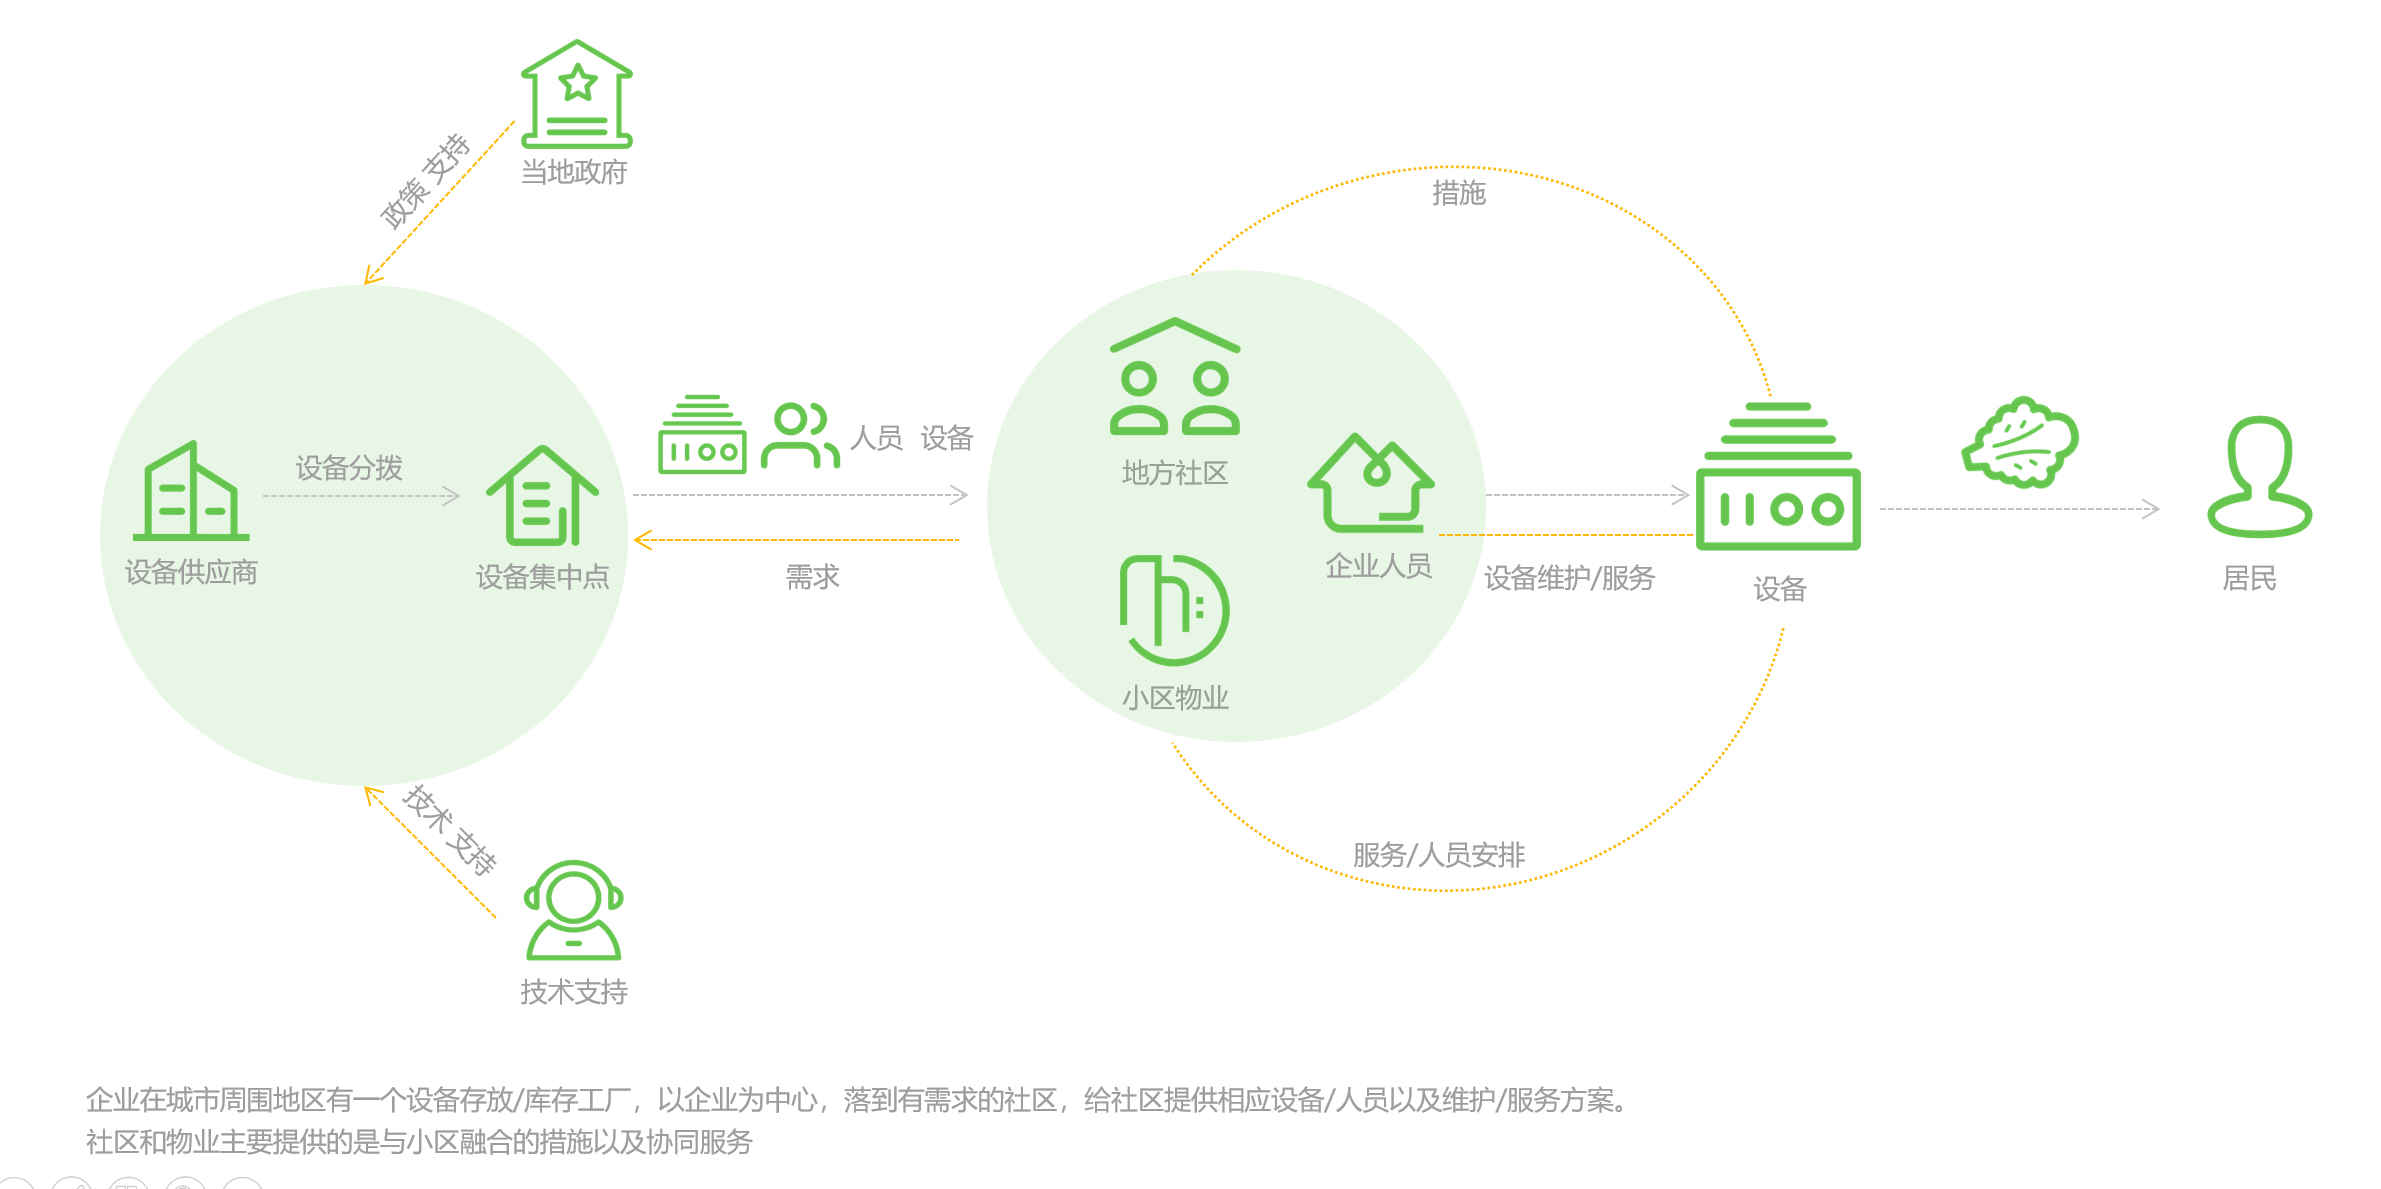 当地政府
政策 支持
措施
设备分拨
人员 设备
设备供应商
设备集中点
需求
地方社区
企业人员
小区物业
设备维护/服务
设备
居民
技术 支持
服务/人员安排
技术支持
企业在城市周围地区有一个设备存放/库存工厂，以企业为中心，落到有需求的社区，给社区提供相应设备/人员以及维护/服务方案。
社区和物业主要提供的是与小区融合的措施以及协同服务